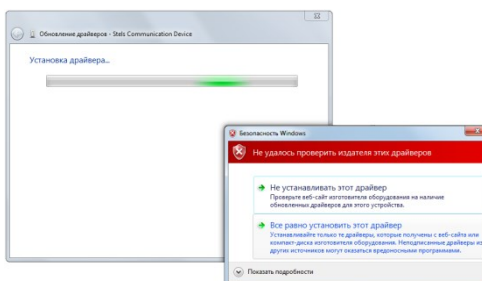 Обновление драйверов - Stels Communication Device
Установка драйвера...
Безопасность Windows
Не удалось проверить издателя этих драйверов
Не устанавливать этот драйвер
Проверьте веб-сайт изготовителя оборудования на наличие
обновленных драйверов для этого устройства.
Все равно установить этот драйвер
Устанавливайте только те драйверы, которые получены с веб-сайта или
компакт-диска изготовителя оборудования. Неподписанные драйверы из
других источников могут оказаться вредоносными программами.
Показать подробности